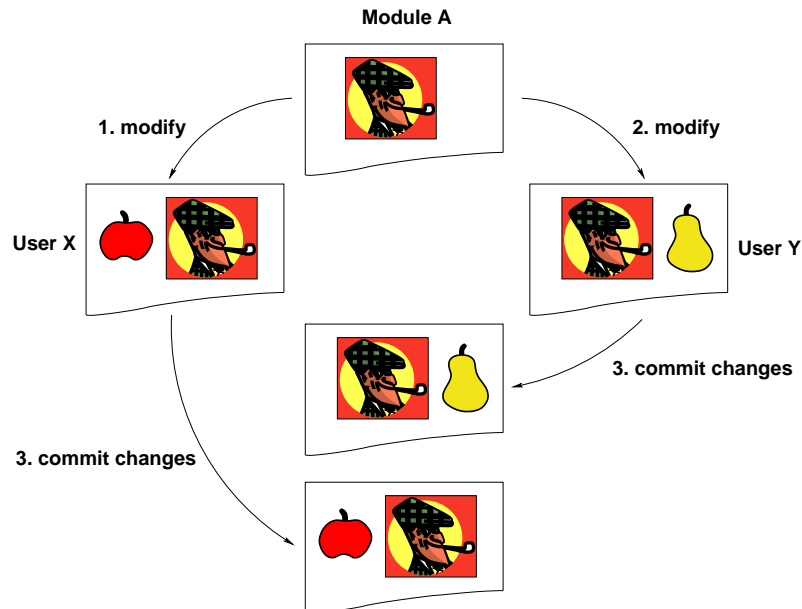 Module A
1. modify
2. modify
User X
User Y
3. commit changes
3. commit changes